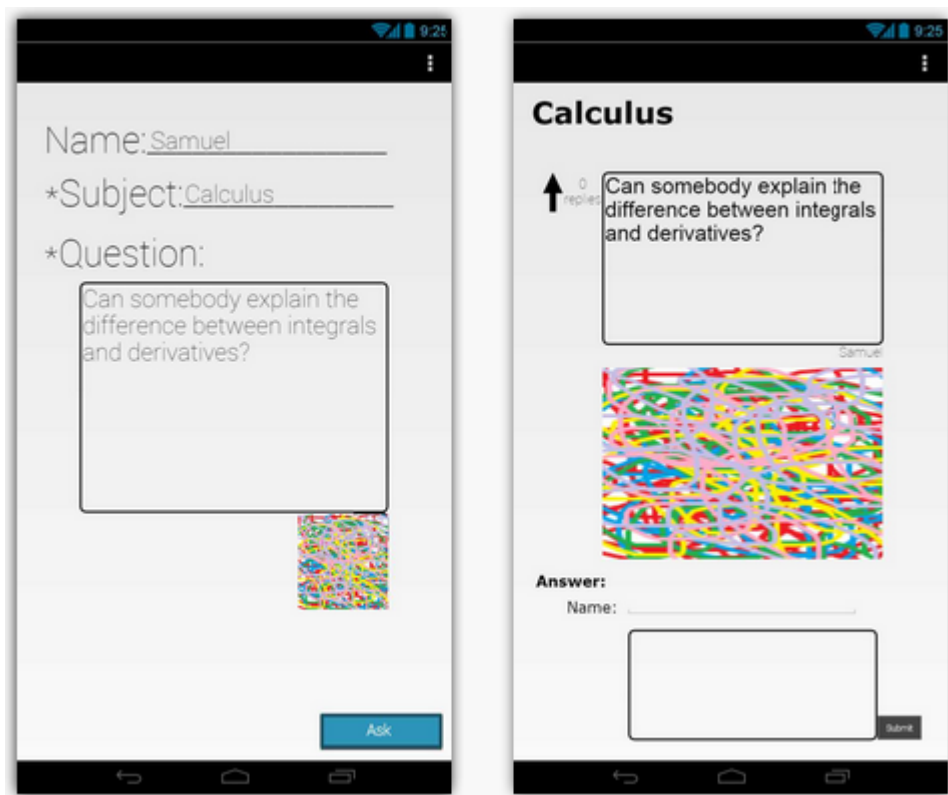 9:25
Name: Samuel
*Subject: Calculus
*Question:
Can somebody explain the
difference between integrals
and derivatives?
Ask
9:25
Calculus
0
replies
Can somebody explain the
difference between integrals
and derivatives?
Samuel
Answer:
Name:
Submit